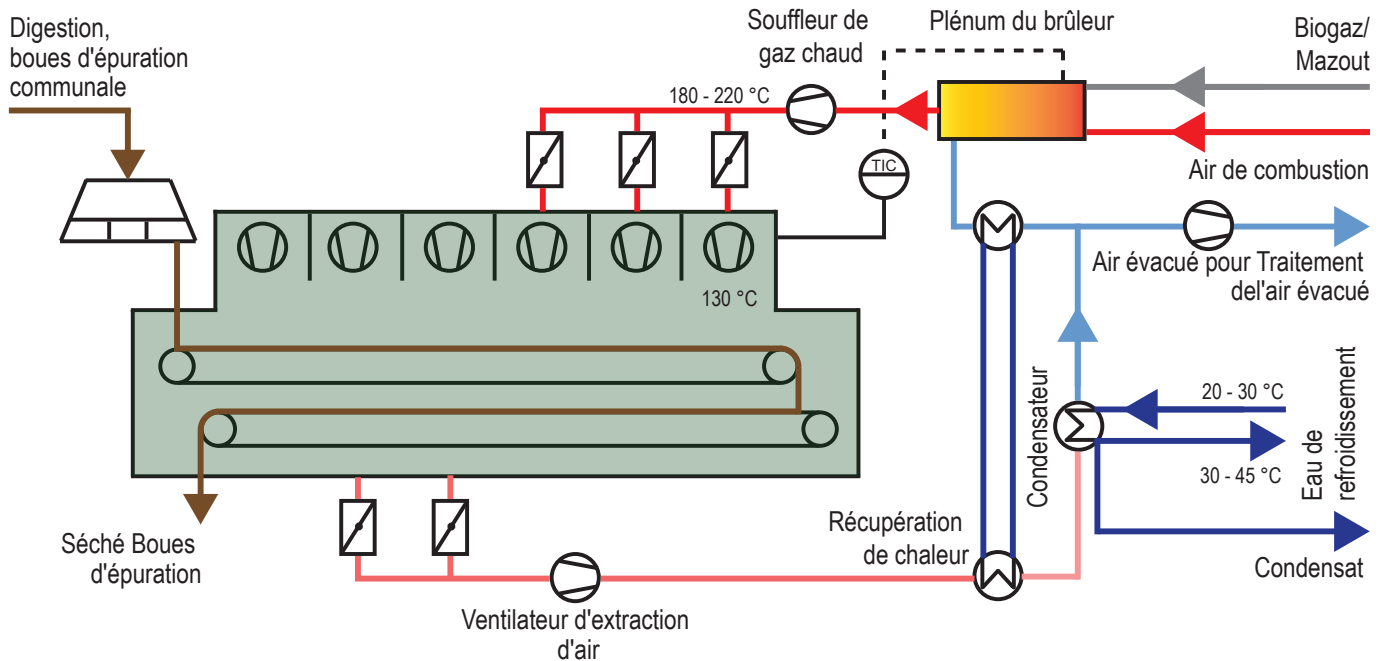 Digestion,
boues d'épuration
communale
Souffleur de
gaz chaud
Plénum du brûleur
Biogaz/
Mazout
180 - 220 °C
TIC
Air de combustion
130 °C
Air évacué pour Traitement
del'air évacué
Condensateur
20 - 30 °C
30 - 45 °C
Eau de
refroidissement
Récupération
de chaleur
Condensat
Séché Boues
d'épuration
Ventilateur d'extraction
d'air